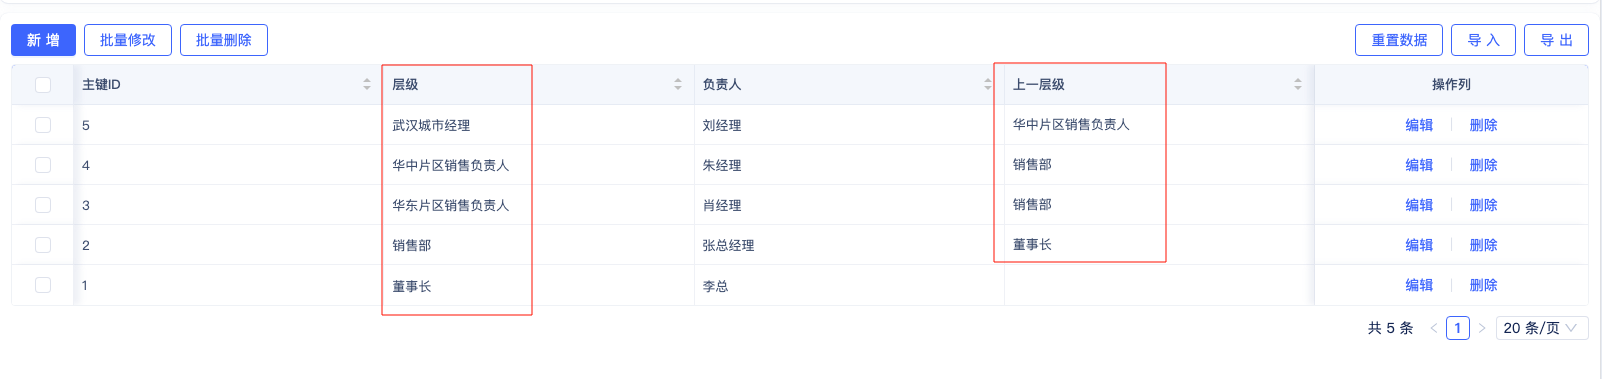 新 增 批量修改 批量删除 重置数据 导 入 导 出
主键ID 层级 负责人 上一层级 操作列
5 武汉城市经理 刘经理 华中片区销售负责人 编辑 删除
4 华中片区销售负责人 朱经理 销售部 编辑 删除
3 华东片区销售负责人 肖经理 销售部 编辑 删除
2 销售部 张总经理 董事长 编辑 删除
1 董事长 李总 编辑 删除
共 5 条 < 1 > 20 条/页